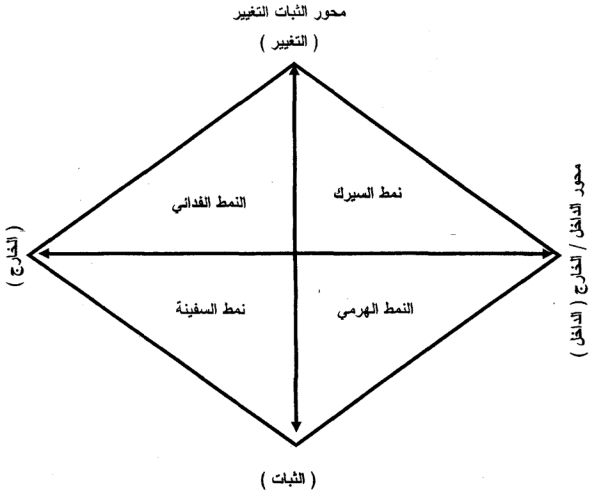 محور الثبات التغيير
( التغيير )
نمط السيرك
النمط الفدائي
محور الداخل / الخارج ( الداخل )
( الخارج )
النمط الهرمي
نمط السفينة
( الثبات )